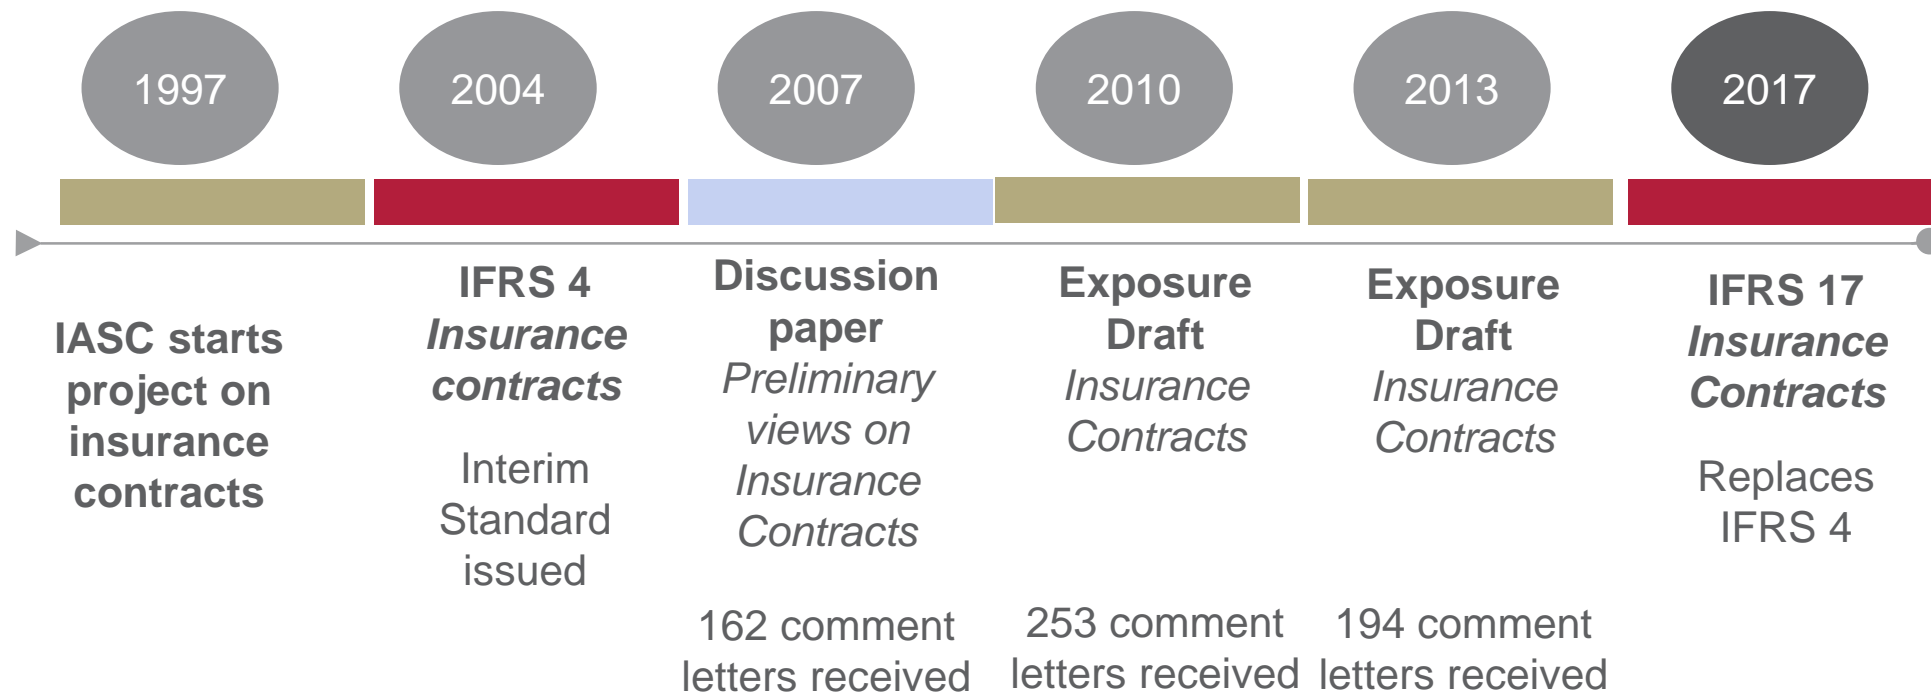 1997
2004
2007
2010
2013
2017
IASC starts
project on
insurance
contracts
IFRS 4
Insurance
contracts
Interim
Standard
issued
Discussion
paper
Preliminary
views on
Insurance
Contracts
162 comment
letters received
Exposure
Draft
Insurance
Contracts
253 comment
letters received
Exposure
Draft
Insurance
Contracts
194 comment
letters received
IFRS 17
Insurance
Contracts
Replaces
IFRS 4